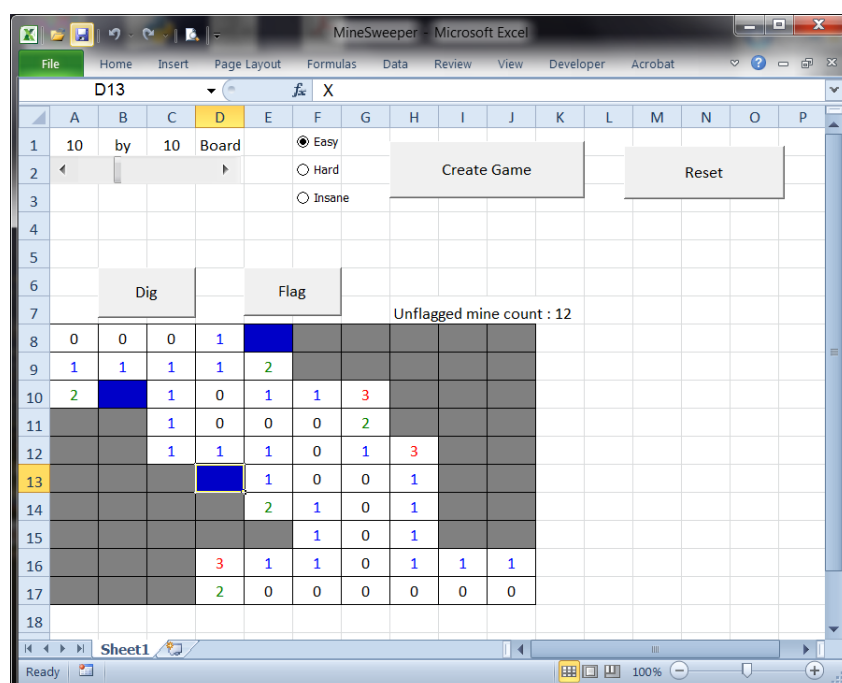 MineSweeper - Microsoft Excel
File Home Insert Page Layout Formulas Data Review View Developer Acrobat
D13 fx X
A B C D E F G H I J K L M N O P
1 10 by 10 Board Easy
2 Hard Create Game Reset
3 Insane
4
5
6 Dig Flag
7 Unflagged mine count : 12
8 0 0 0 1
9 1 1 1 1 2
10 2 1 0 1 1 3
11 1 0 0 0 2
12 1 1 1 0 1 3
13 1 0 0 1
14 2 1 0 1
15 1 0 1
16 3 1 1 0 1 1 1
17 2 0 0 0 0 0 0
18
Sheet1
Ready 100%